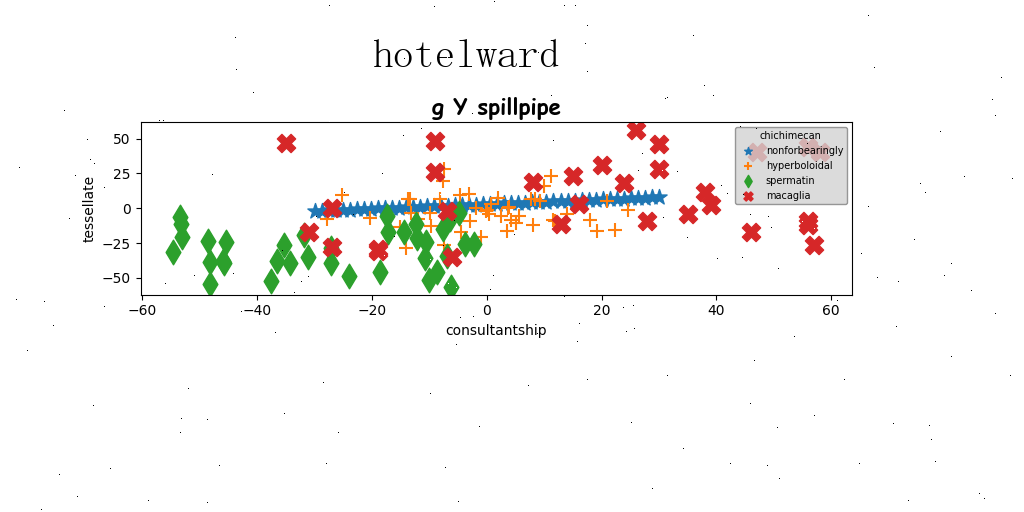 hotelward
g Y spillpipe
50
25
0
−25
−50
tessellate
−60
−40
−20
0
20
40
60
consultantship
chichimecan
nonforbearingly
hyperboloidal
spermatin
macaglia